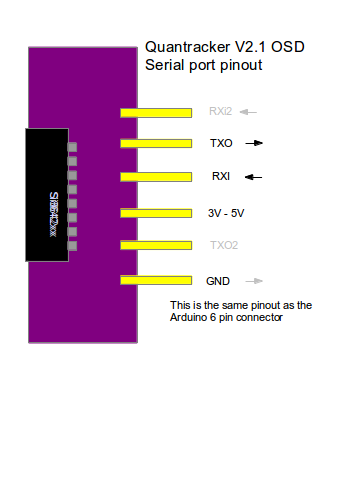 Quantracker V2.1 OSD
Serial port pinout
RXi2
TXO
RXI
3V - 5V
TXO2
GND
This is the same pinout as the
Arduino 6 pin connector